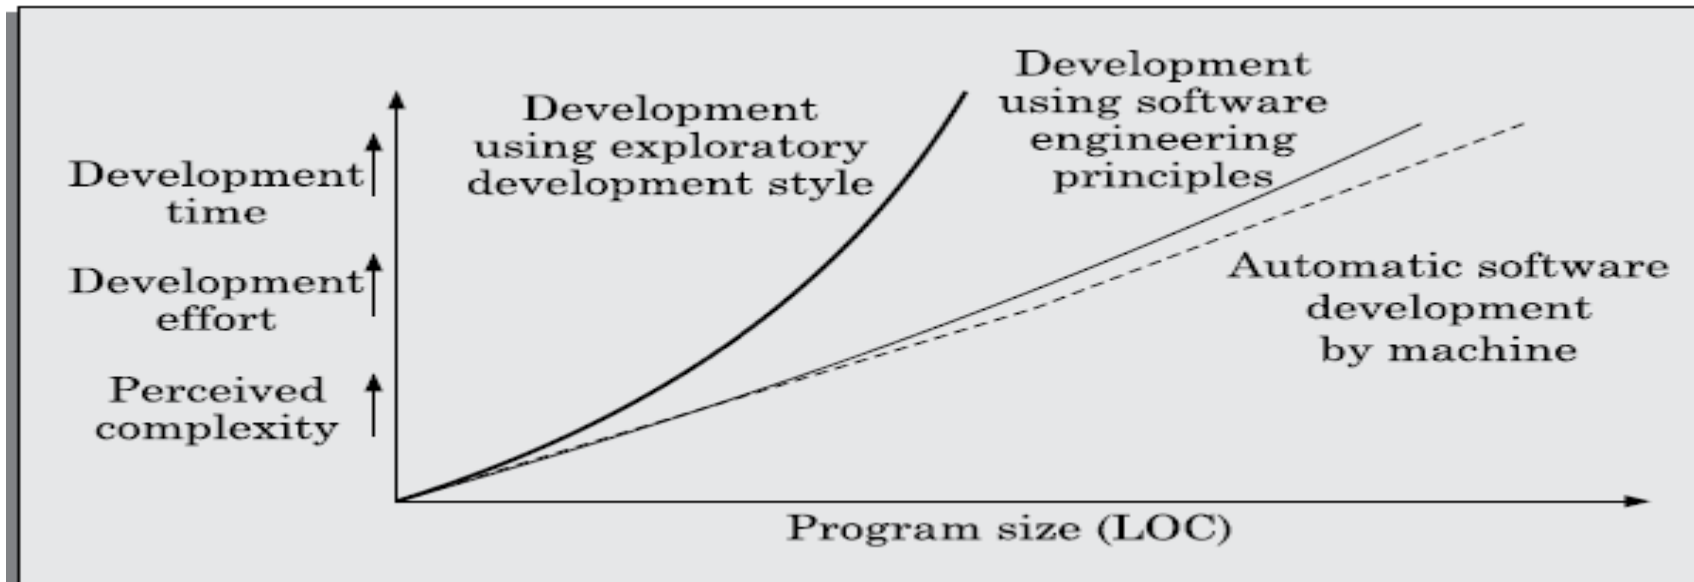 Development
time
Development
effort
Perceived
complexity
Development
using exploratory
development style
Development
using software
engineering
principles
Automatic software
development
by machine
Program size (LOC)